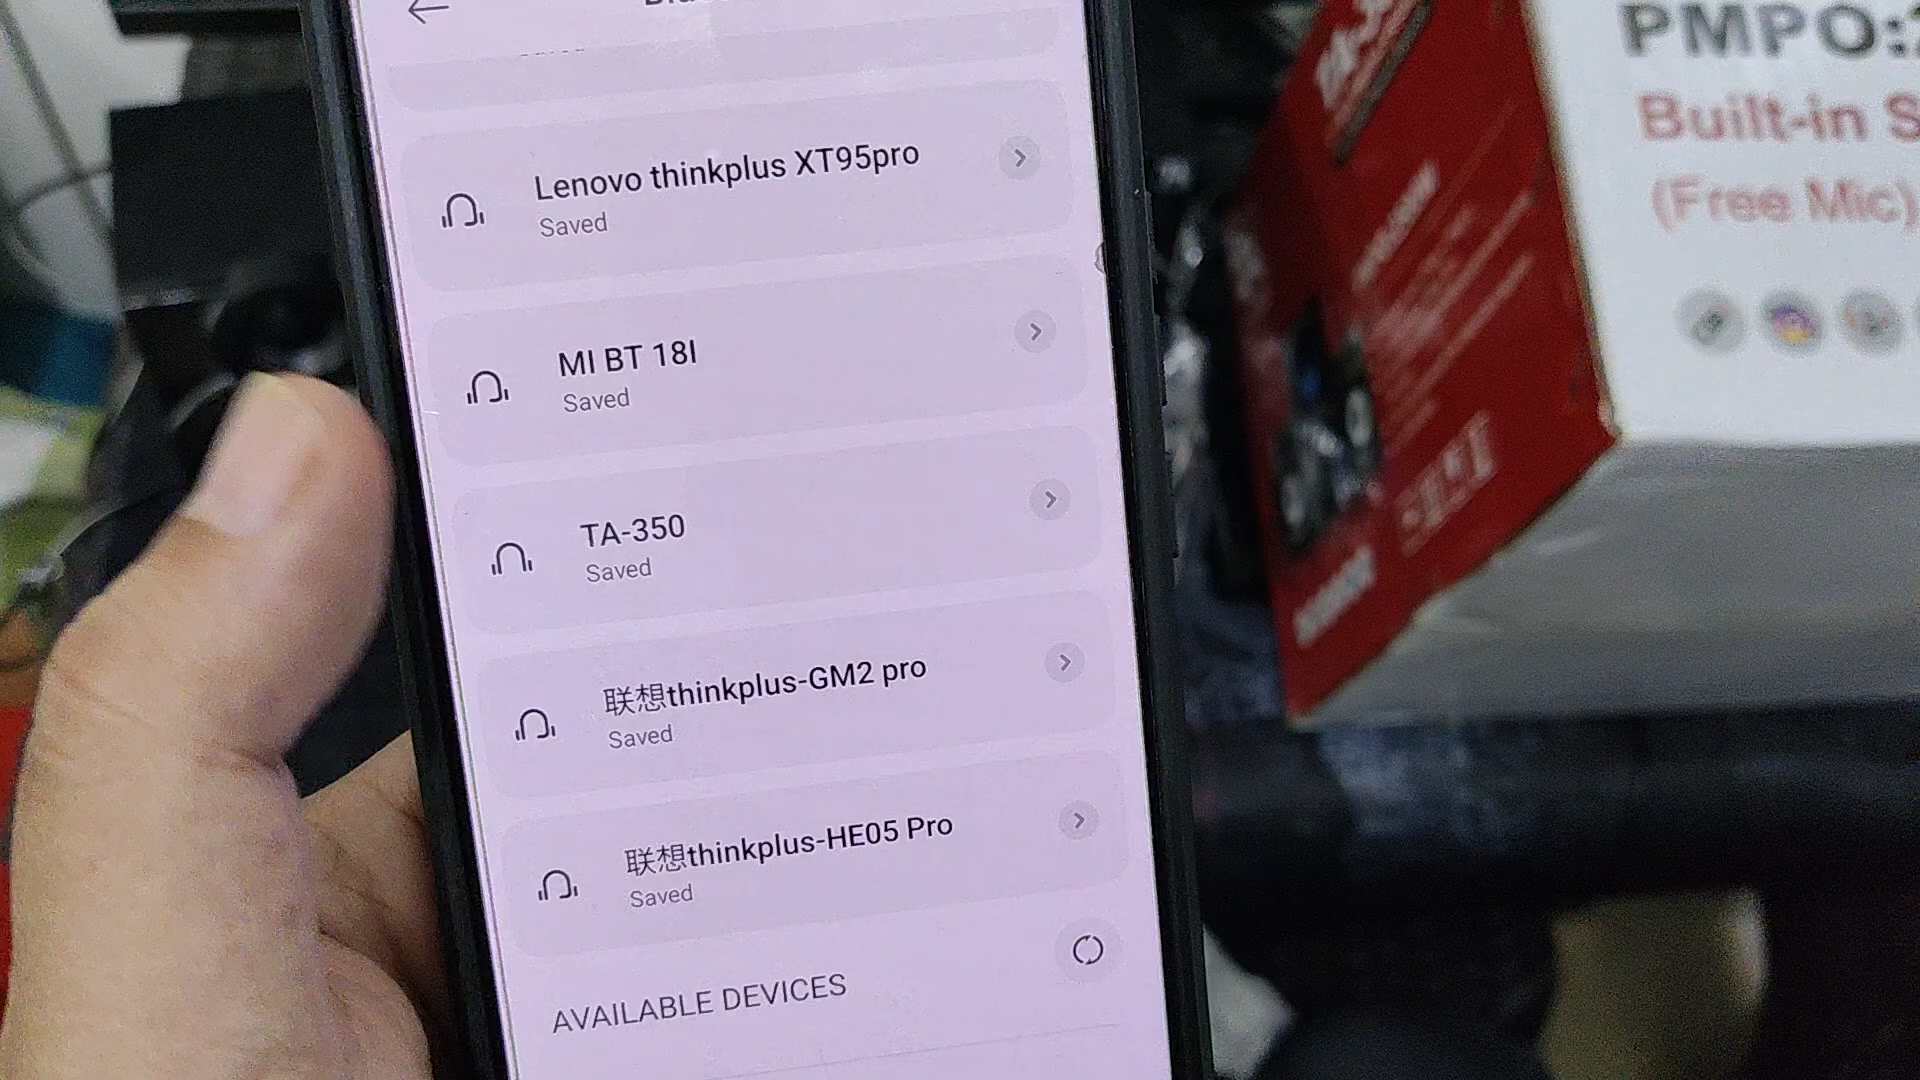 Lenovo thinkplus XT95pro
Saved
MI BT 18I
Saved
TA-350
Saved
联想thinkplus-GM2 pro
Saved
联想thinkplus-HE05 Pro
Saved
AVAILABLE DEVICES
PMPO:
Built-in
(Free Mic)